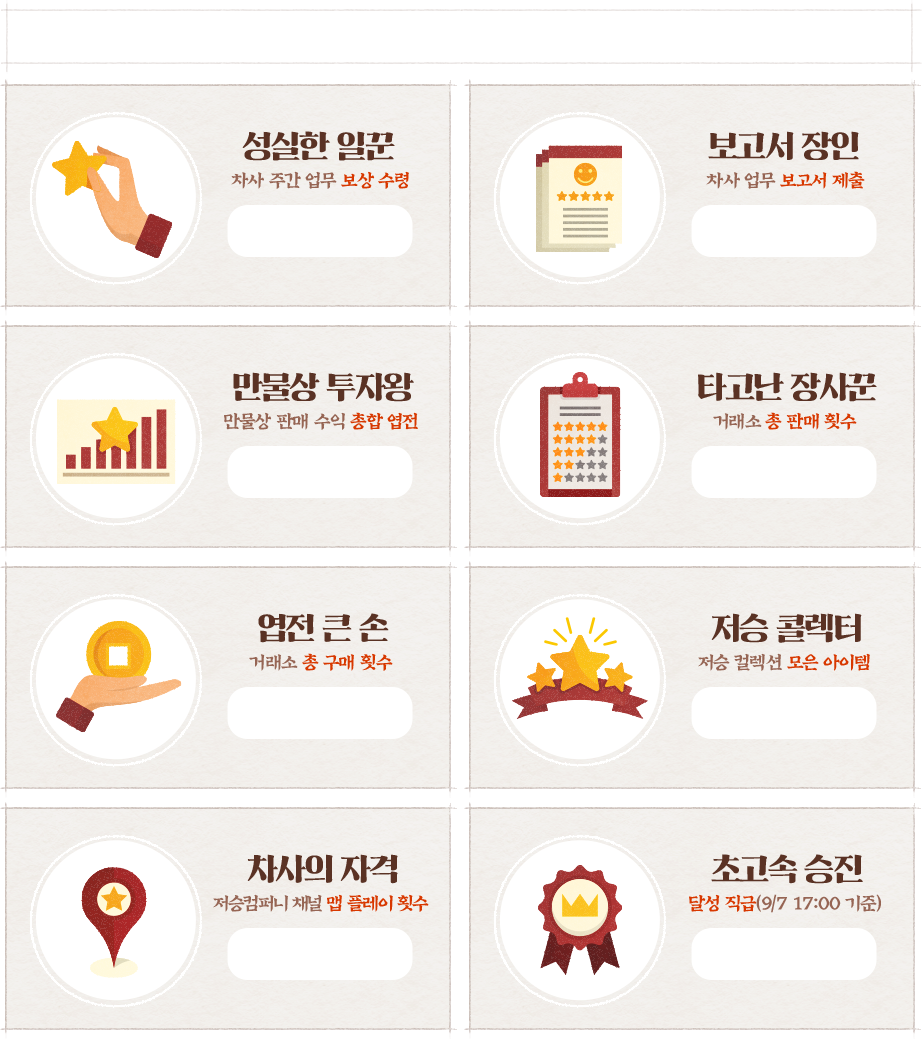 성실한 일꾼
차사 주간 업무 보상 수령
보고서 장인
차사 업무 보고서 제출
만물상 투자왕
만물상 판매 수익 총합 엽전
타고난 장사꾼
거래소 총 판매 횟수
엽전 큰 손
거래소 총 구매 횟수
저승 콜렉터
저승 컬렉션 모은 아이템
차사의 자격
저승컴퍼니 채널 맵 플레이 횟수
초고속 승진
달성 직급(9/7 17:00 기준)